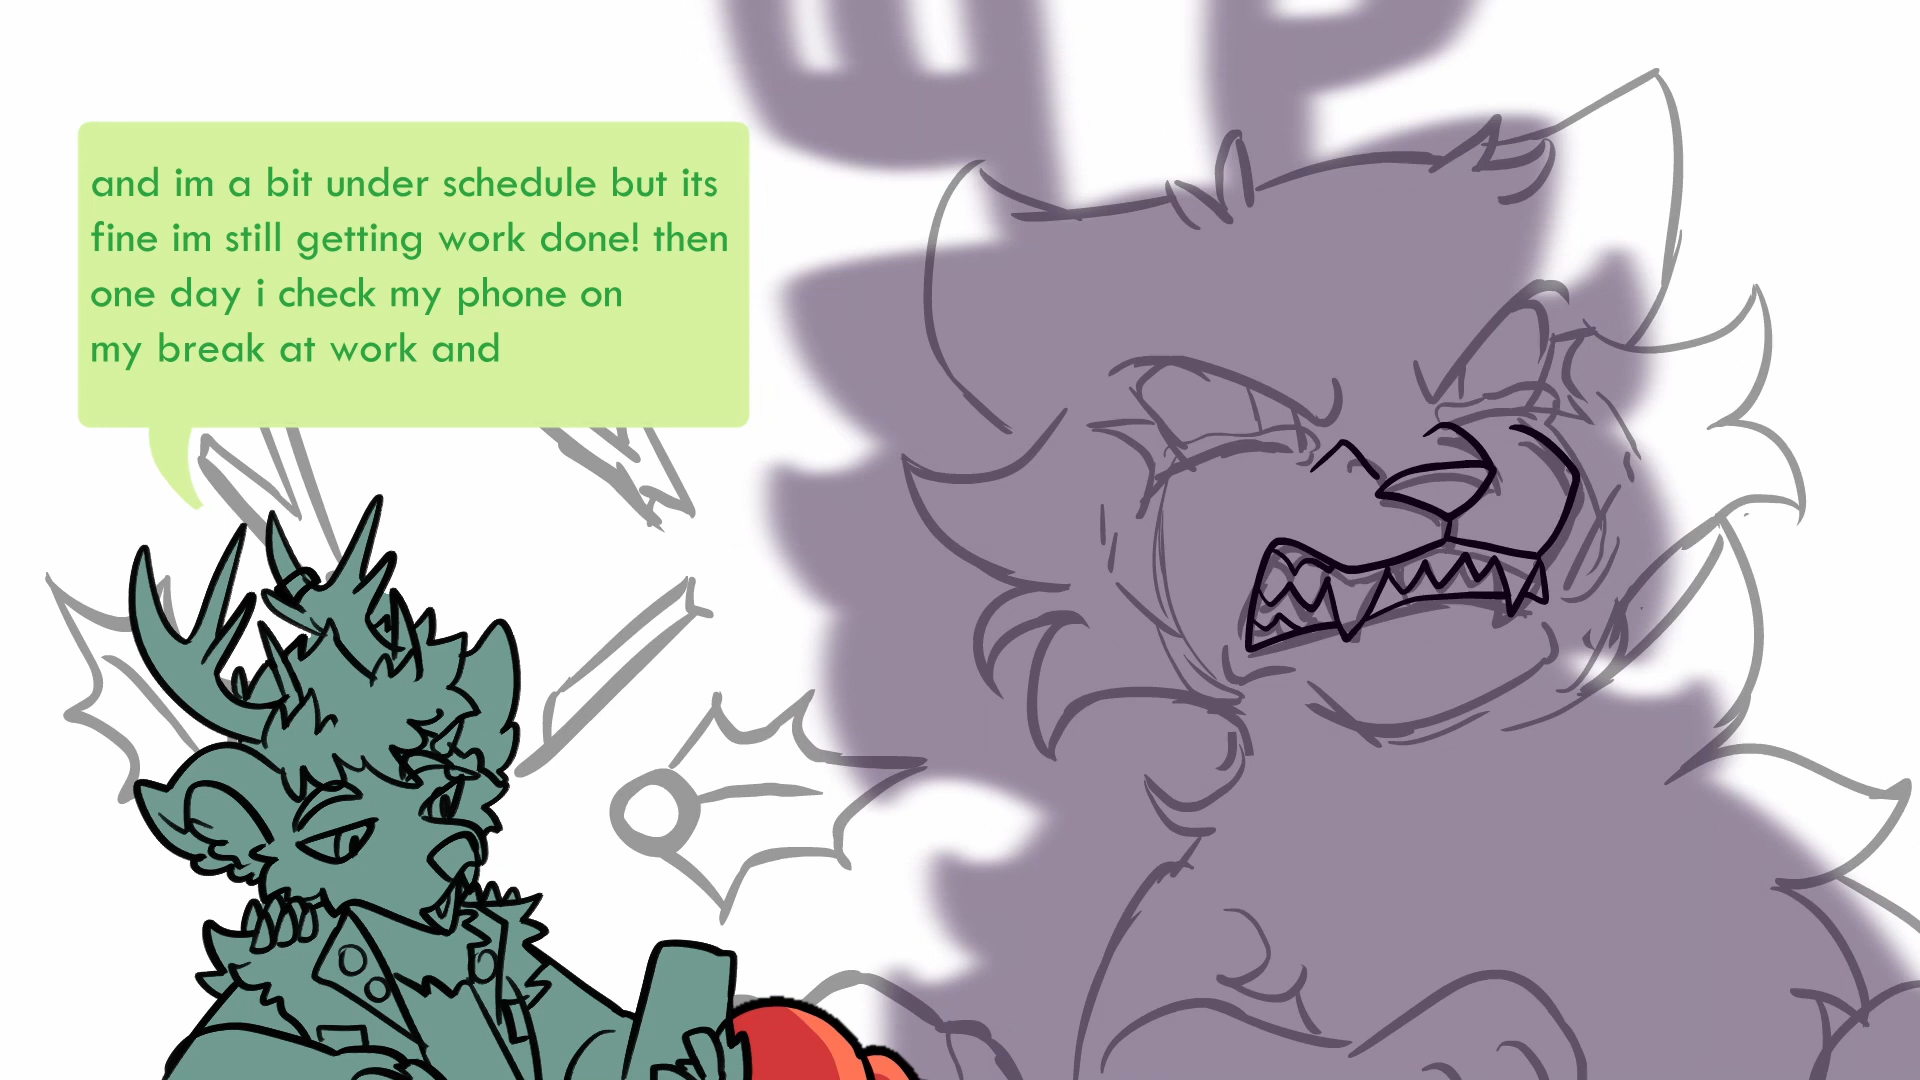 and im a bit under schedule but its
fine im still getting work done! then
one day i check my phone on
my break at work and